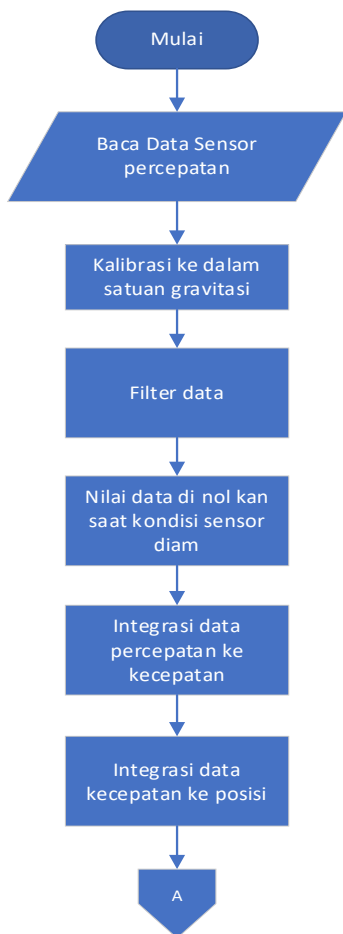 Mulai
Baca Data Sensor
percepatan
Kalibrasi ke dalam
satuan gravitasi
Filter data
Nilai data di nol kan
saat kondisi sensor
diam
Integrasi data
percepatan ke
kecepatan
Integrasi data
kecepatan ke posisi
A